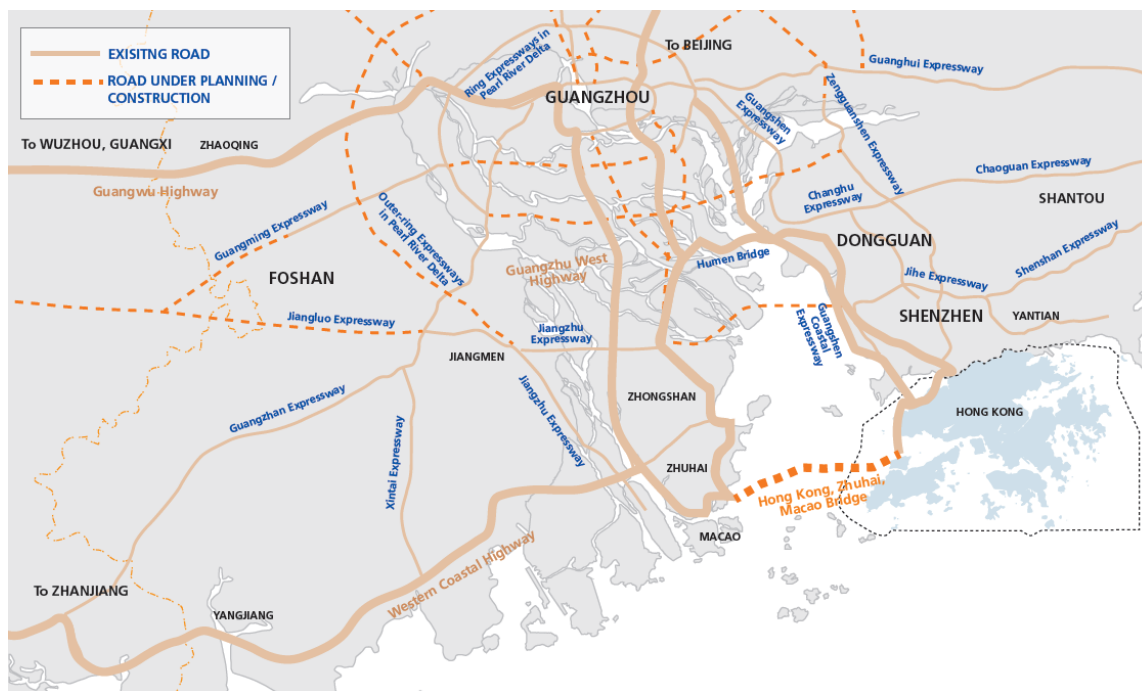 EXISITNG ROAD
ROAD UNDER PLANNING /
CONSTRUCTION
To BEIJING
Ring Expressways in
Pearl River Delta
Guanghui Expressway
GUANGZHOU
Guangshen
Expressway
Zengguanshen Expressway
To WUZHOU, GUANGXI
ZHAOQING
Guangwu Highway
Chaoguan Expressway
Changhu
Expressway
SHANTOU
Guangming Expressway
Outer-ring Expressways
in Pearl River Delta
DONGGUAN
Humen Bridge
Guangzhu West
Highway
Shenshan Expressway
FOSHAN
Jihe Expressway
Jiangluo Expressway
Jiangzhu
Expressway
Guangshen
Coastal
Expressway
SHENZHEN
YANTIAN
JIANGMEN
Jiangzhu Expressway
Guangzhan Expressway
ZHONGSHAN
HONG KONG
Xintai Expressway
ZHUHAI
Hong Kong, Zhuhai,
Macao Bridge
MACAO
Western Coastal Highway
To ZHANJIANG
YANGJIANG